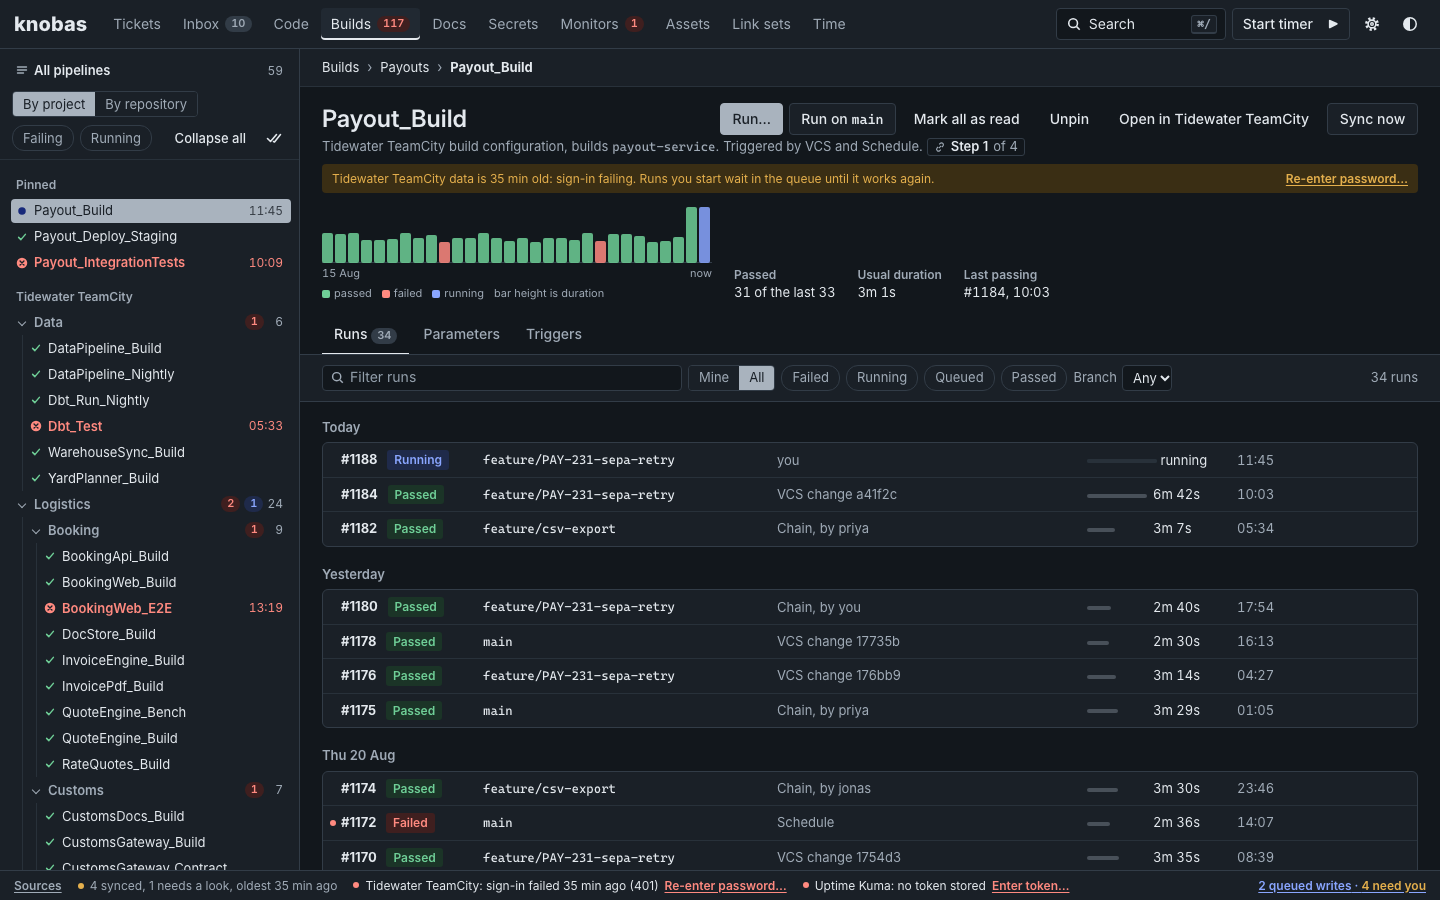 knobas Tickets Inbox 10 Code Builds 117 Docs Secrets Monitors 1 Assets Link sets Time Search ⌘/ Start timer
All pipelines 59
By project By repository
Failing Running Collapse all
Pinned
Payout_Build 11:45
Payout_Deploy_Staging
Payout_IntegrationTests 10:09
Tidewater TeamCity
Data 1 6
DataPipeline_Build
DataPipeline_Nightly
Dbt_Run_Nightly
Dbt_Test 05:33
WarehouseSync_Build
YardPlanner_Build
Logistics 2 1 24
Booking 1 9
BookingApi_Build
BookingWeb_Build
BookingWeb_E2E 13:19
DocStore_Build
InvoiceEngine_Build
InvoicePdf_Build
QuoteEngine_Bench
QuoteEngine_Build
RateQuotes_Build
Customs 1 7
CustomsDocs_Build
CustomsGateway_Build
CustomsGateway_Contract
Builds › Payouts › Payout_Build
Payout_Build Run... Run on main Mark all as read Unpin Open in Tidewater TeamCity Sync now
Tidewater TeamCity build configuration, builds payout-service. Triggered by VCS and Schedule. Step 1 of 4
Tidewater TeamCity data is 35 min old: sign-in failing. Runs you start wait in the queue until it works again. Re-enter password...
15 Aug now
passed failed running bar height is duration
Passed Usual duration Last passing
31 of the last 33 3m 1s #1184, 10:03
Runs 34 Parameters Triggers
Filter runs Mine All Failed Running Queued Passed Branch Any 34 runs
Today
#1188 Running feature/PAY-231-sepa-retry you running 11:45
#1184 Passed feature/PAY-231-sepa-retry VCS change a41f2c 6m 42s 10:03
#1182 Passed feature/csv-export Chain, by priya 3m 7s 05:34
Yesterday
#1180 Passed feature/PAY-231-sepa-retry Chain, by you 2m 40s 17:54
#1178 Passed main VCS change 17735b 2m 30s 16:13
#1176 Passed feature/PAY-231-sepa-retry VCS change 176bb9 3m 14s 04:27
#1175 Passed main Chain, by priya 3m 29s 01:05
Thu 20 Aug
#1174 Passed feature/csv-export Chain, by jonas 3m 30s 23:46
#1172 Failed main Schedule 2m 36s 14:07
#1170 Passed feature/PAY-231-sepa-retry VCS change 1754d3 3m 35s 08:39
Sources 4 synced, 1 needs a look, oldest 35 min ago Tidewater TeamCity: sign-in failed 35 min ago (401) Re-enter password... Uptime Kuma: no token stored Enter token... 2 queued writes · 4 need you